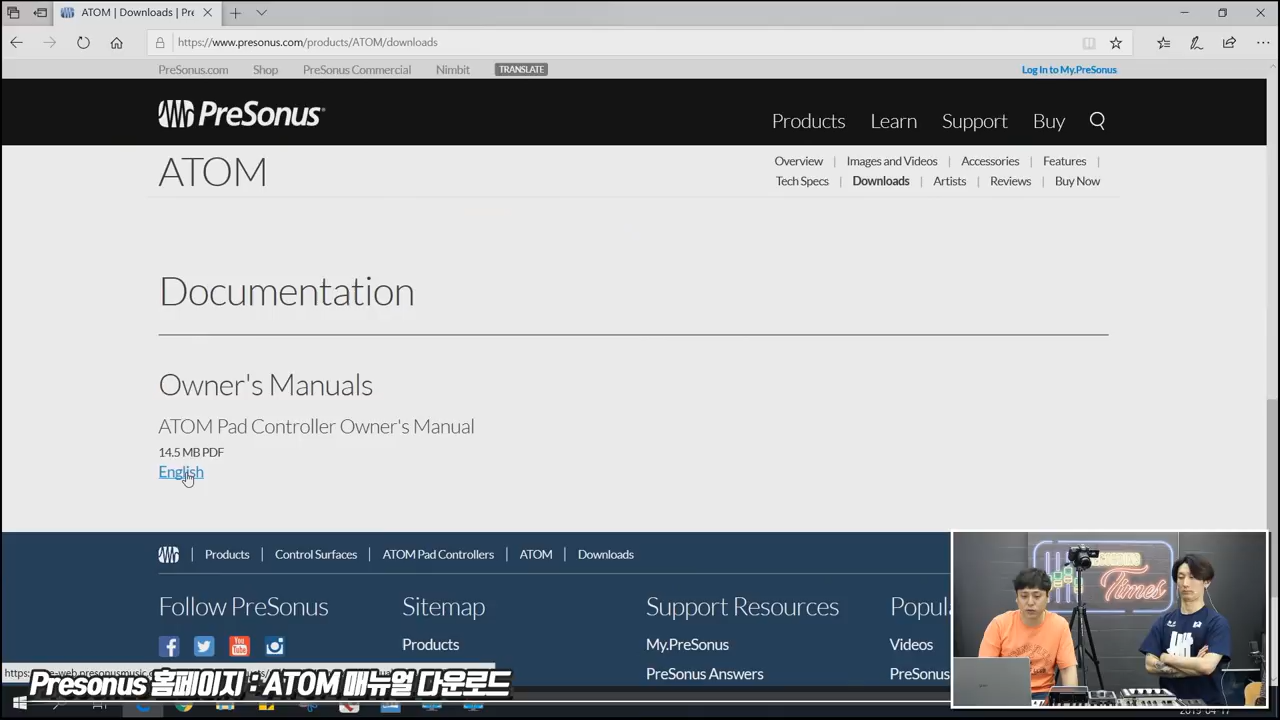 ATOM | Downloads | Pre
https://www.presonus.com/products/ATOM/downloads
PreSonus.com Shop PreSonus Commercial Nimbit TRANSLATE Log In to My.PreSonus
PreSonus
Products Learn Support Buy
ATOM
Overview | Images and Videos | Accessories | Features |
Tech Specs | Downloads | Artists | Reviews | Buy Now
Documentation
Owner's Manuals
ATOM Pad Controller Owner's Manual
14.5 MB PDF
English
Products | Control Surfaces | ATOM Pad Controllers | ATOM | Downloads
Follow PreSonus Sitemap Support Resources Popula
Products My.PreSonus Videos
PreSonus Answers PreSonu
Times
Presonus 홈페이지 : ATOM 매뉴얼 다운로드